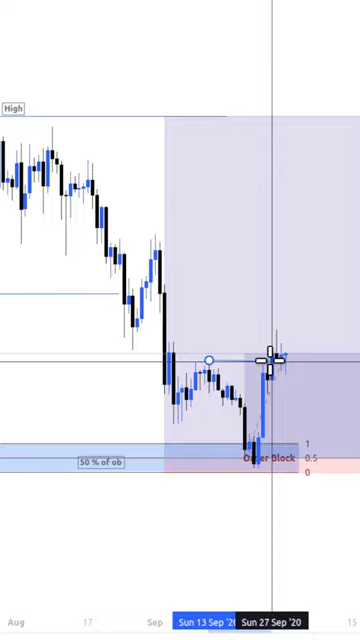 High
1
Order Block
0.5
50 % of ob
0
Aug
17
Sep
Sun 13 Sep '20
Sun 27 Sep '20
15